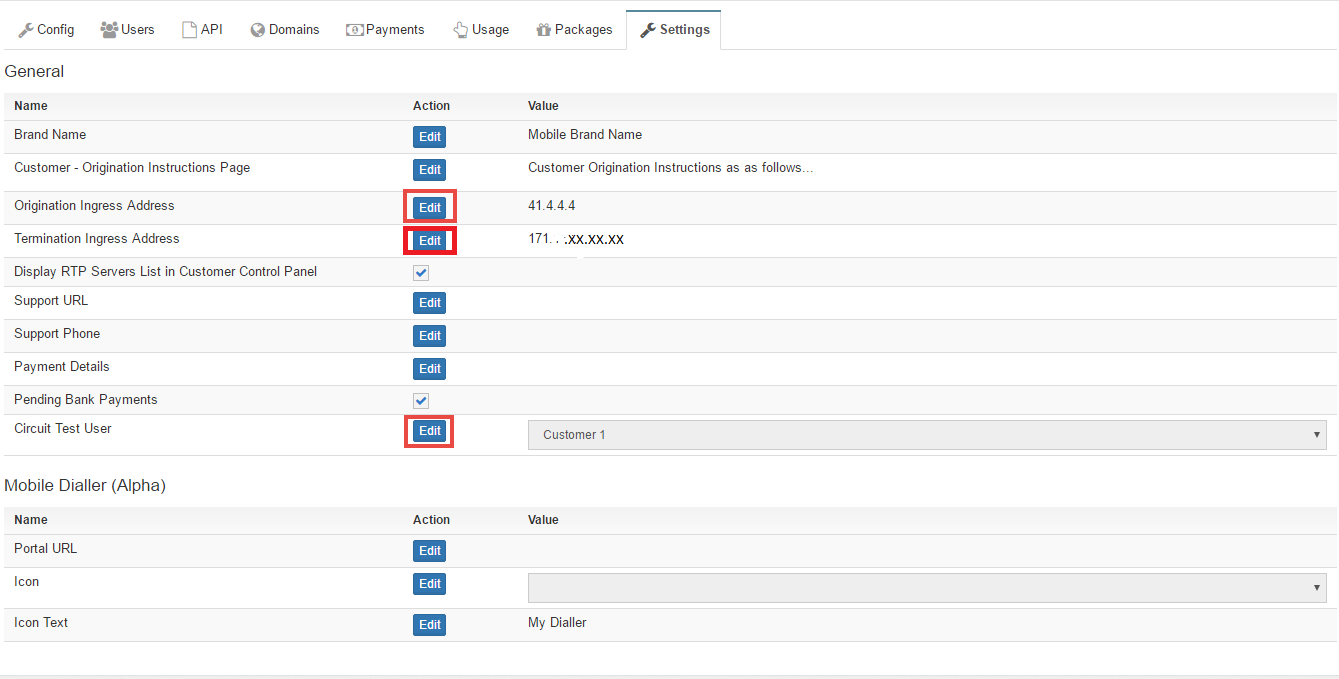 Config Users API Domains Payments Usage Packages Settings
General
Name Action Value
Brand Name Edit Mobile Brand Name
Customer - Origination Instructions Page Edit Customer Origination Instructions as as follows...
Origination Ingress Address Edit 41.4.4.4
Termination Ingress Address Edit 171. . .xx.xx.xx
Display RTP Servers List in Customer Control Panel
Support URL Edit
Support Phone Edit
Payment Details Edit
Pending Bank Payments
Circuit Test User Edit Customer 1
Mobile Dialler (Alpha)
Name Action Value
Portal URL Edit
Icon Edit
Icon Text Edit My Dialler